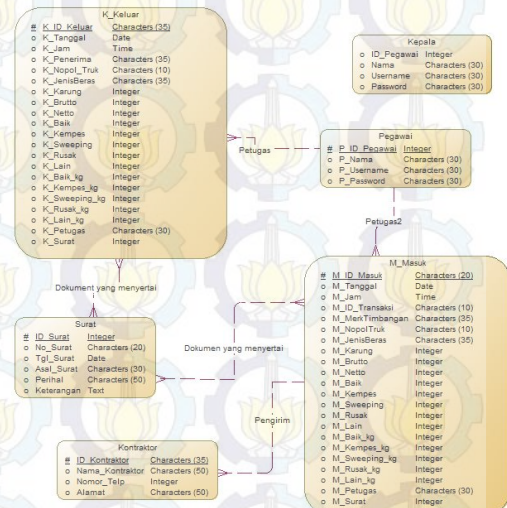 K_Keluar
# K_ID_Keluar Characters (35)
o K_Tanggal Date
o K_Jam Time
o K_Penerima Characters (35)
o K_Nopol_Truk Characters (10)
o K_JenisBeras Characters (35)
o K_Karung Integer
o K_Brutto Integer
o K_Netto Integer
o K_Baik Integer
o K_Kempes Integer
o K_Sweeping Integer
o K_Rusak Integer
o K_Lain Integer
o K_Baik_kg Integer
o K_Kempes_kg Integer
o K_Sweeping_kg Integer
o K_Rusak_kg Integer
o K_Lain_kg Integer
o K_Petugas Characters (30)
o K_Surat Integer
Kepala
o ID_Pegawai Integer
o Nama Characters (30)
o Username Characters (30)
o Password Characters (30)
Petugas
Pegawai
# P_ID_Pegawai Integer
o P_Nama Characters (30)
o P_Username Characters (30)
o P_Password Characters (30)
Petugas2
Dokument yang menyertai
Surat
# ID_Surat Integer
o No_Surat Characters (20)
o Tgl_Surat Date
o Asal_Surat Characters (30)
o Perihal Characters (50)
o Keterangan Text
Dokumen yang menyertai
M_Masuk
# M_ID_Masuk Characters (20)
o M_Tanggal Date
o M_Jam Time
o M_ID_Transaksi Characters (10)
o M_MerkTimbangan Characters (35)
o M_NopolTruk Characters (10)
o M_JenisBeras Characters (35)
o M_Karung Integer
o M_Brutto Integer
o M_Netto Integer
o M_Baik Integer
o M_Kempes Integer
o M_Sweeping Integer
o M_Rusak Integer
o M_Lain Integer
o M_Baik_kg Integer
o M_Kempes_kg Integer
o M_Sweeping_kg Integer
o M_Rusak_kg Integer
o M_Lain_kg Integer
o M_Petugas Characters (30)
o M_Surat Integer
Pengirim
Kontraktor
# ID_Kontraktor Characters (35)
o Nama_Kontraktor Characters (50)
o Nomor_Telp Integer
o Alamat Characters (50)